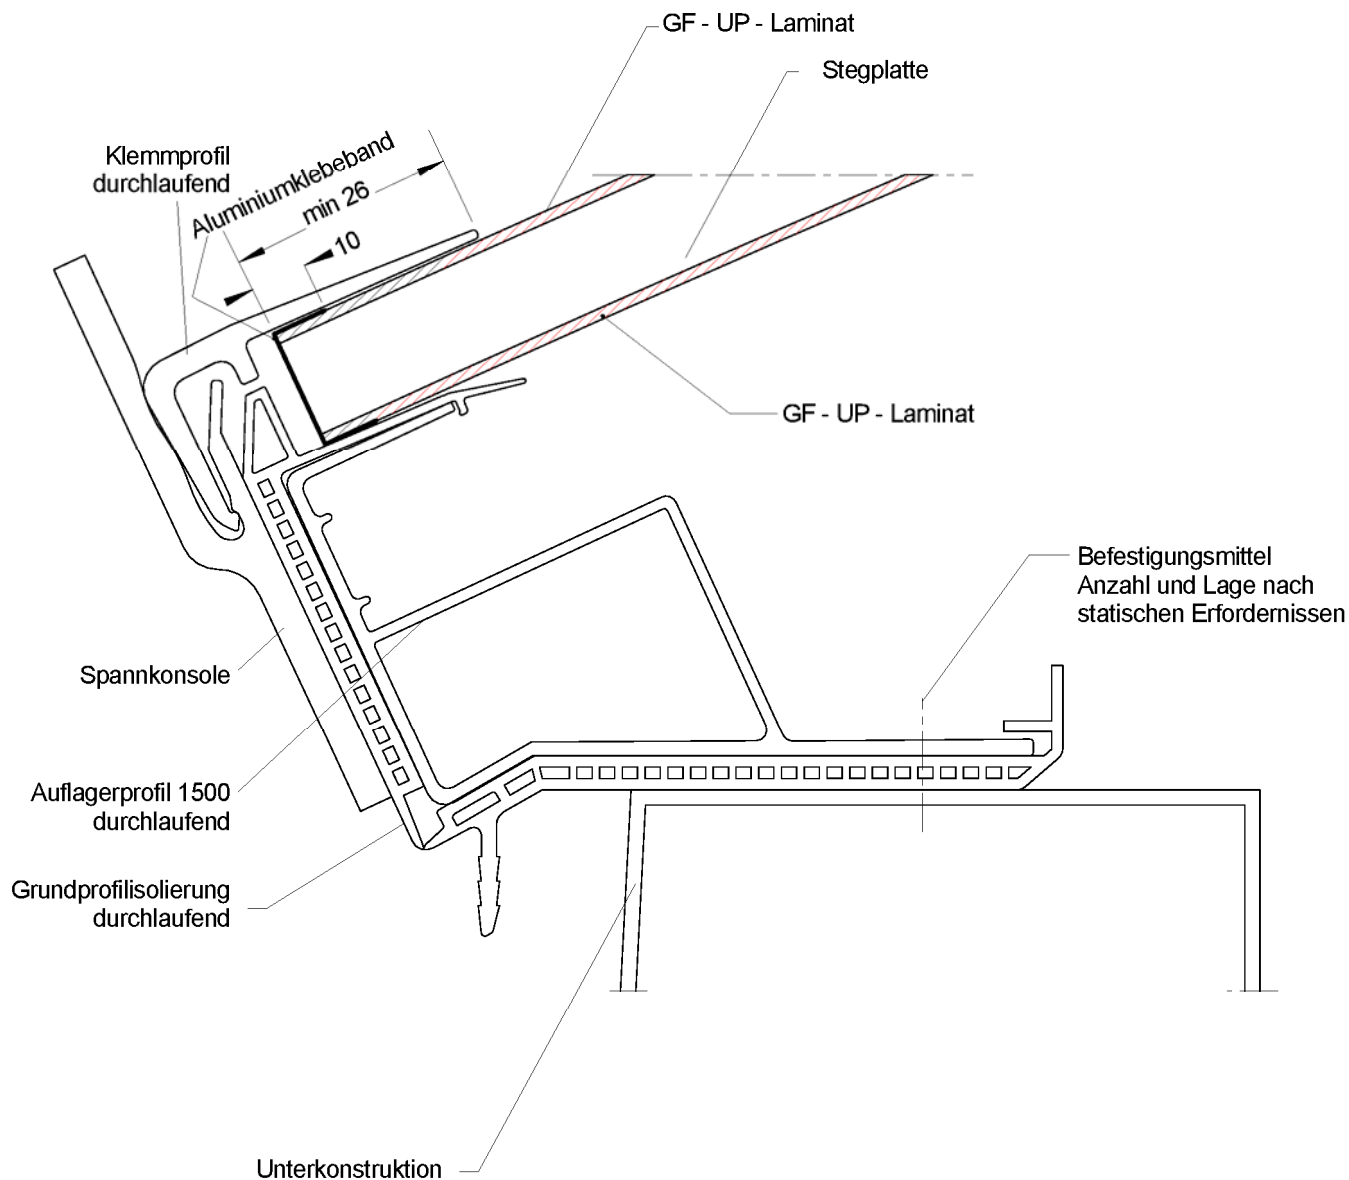 GF - UP - Laminat
Stegplatte
Klemmprofil
durchlaufend
Aluminiumklebeband
min 26
10
GF - UP - Laminat
Befestigungsmittel
Anzahl und Lage nach
statischen Erfordernissen
Spannkonsole
Auflagerprofil 1500
durchlaufend
Grundprofilisolierung
durchlaufend
Unterkonstruktion